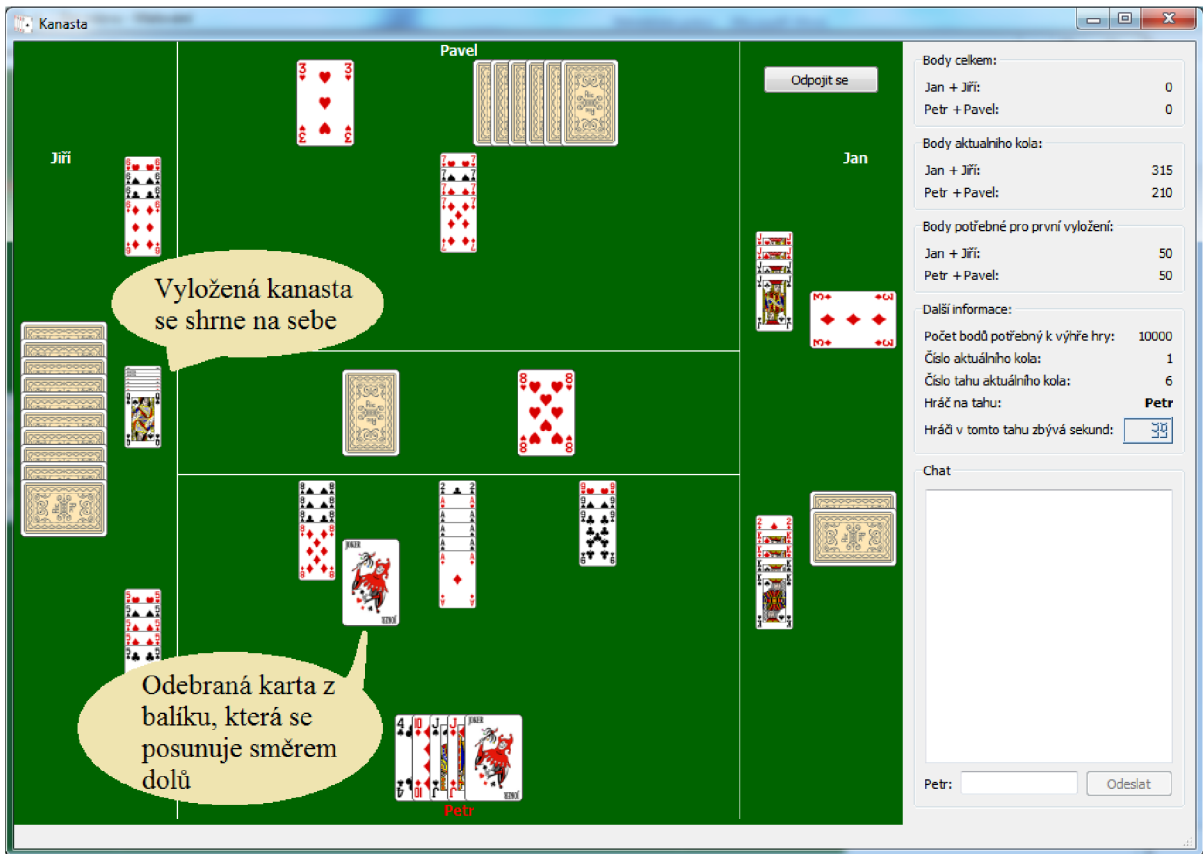 Kanasta
Pavel
Odpojit se
Jiří
Jan
Vyložená kanasta
se shrne na sebe
Odebraná karta z
balíku, která se
posunuje směrem
dolů
JOKER
JOKER
Petr
Body celkem:
Jan + Jiří: 0
Petr + Pavel: 0
Body aktualniho kola:
Jan + Jiří: 315
Petr + Pavel: 210
Body potřebné pro první vyložení:
Jan + Jiří: 50
Petr + Pavel: 50
Další informace:
Počet bodů potřebný k výhře hry: 10000
Číslo aktuálního kola: 1
Číslo tahu aktuálního kola: 6
Hráč na tahu: Petr
Hráči v tomto tahu zbývá sekund:
Chat
Petr: Odeslat